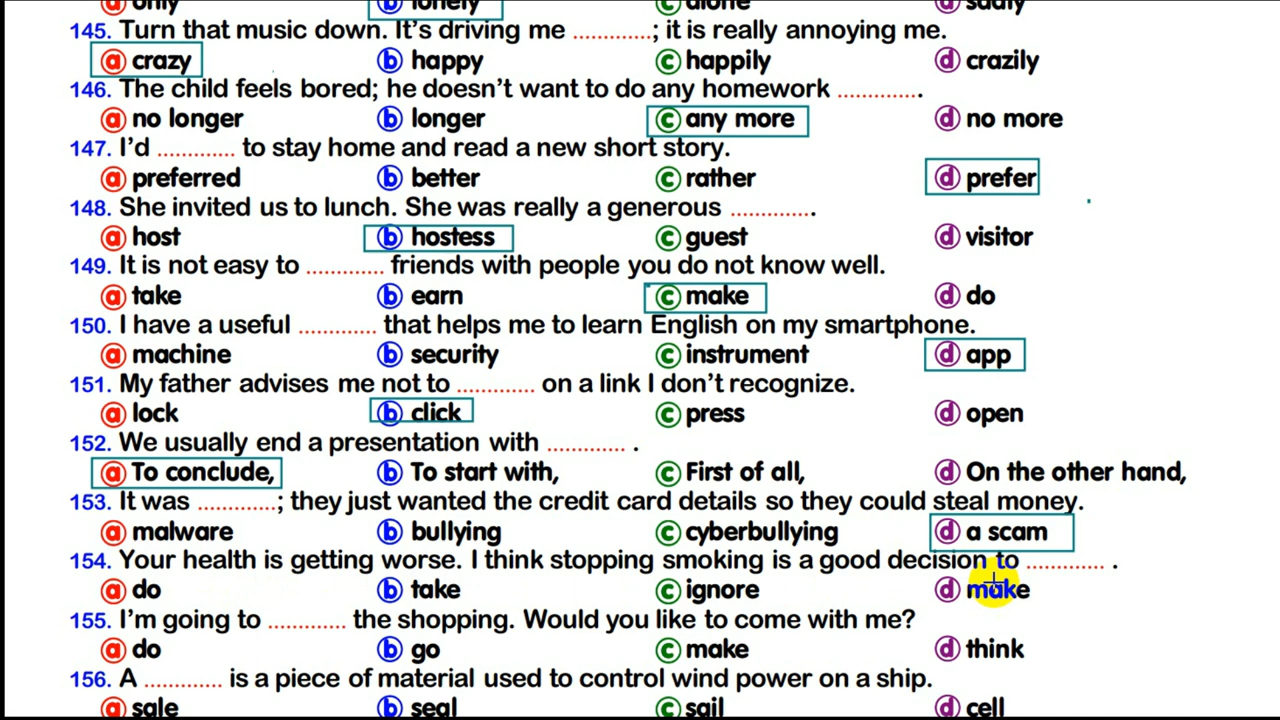 ⓐ only ⓑ lonely ⓒ alone ⓓ sadly
145. Turn that music down. It's driving me .............; it is really annoying me.
ⓐ crazy ⓑ happy ⓒ happily ⓓ crazily
146. The child feels bored; he doesn't want to do any homework ............. .
ⓐ no longer ⓑ longer ⓒ any more ⓓ no more
147. I'd ............. to stay home and read a new short story.
ⓐ preferred ⓑ better ⓒ rather ⓓ prefer
148. She invited us to lunch. She was really a generous ............. .
ⓐ host ⓑ hostess ⓒ guest ⓓ visitor
149. It is not easy to ............. friends with people you do not know well.
ⓐ take ⓑ earn ⓒ make ⓓ do
150. I have a useful ............. that helps me to learn English on my smartphone.
ⓐ machine ⓑ security ⓒ instrument ⓓ app
151. My father advises me not to ............. on a link I don't recognize.
ⓐ lock ⓑ click ⓒ press ⓓ open
152. We usually end a presentation with ............. .
ⓐ To conclude, ⓑ To start with, ⓒ First of all, ⓓ On the other hand,
153. It was .............; they just wanted the credit card details so they could steal money.
ⓐ malware ⓑ bullying ⓒ cyberbullying ⓓ a scam
154. Your health is getting worse. I think stopping smoking is a good decision to ............. .
ⓐ do ⓑ take ⓒ ignore ⓓ make
155. I'm going to ............. the shopping. Would you like to come with me?
ⓐ do ⓑ go ⓒ make ⓓ think
156. A ............. is a piece of material used to control wind power on a ship.
ⓐ sale ⓑ seal ⓒ sail ⓓ cell